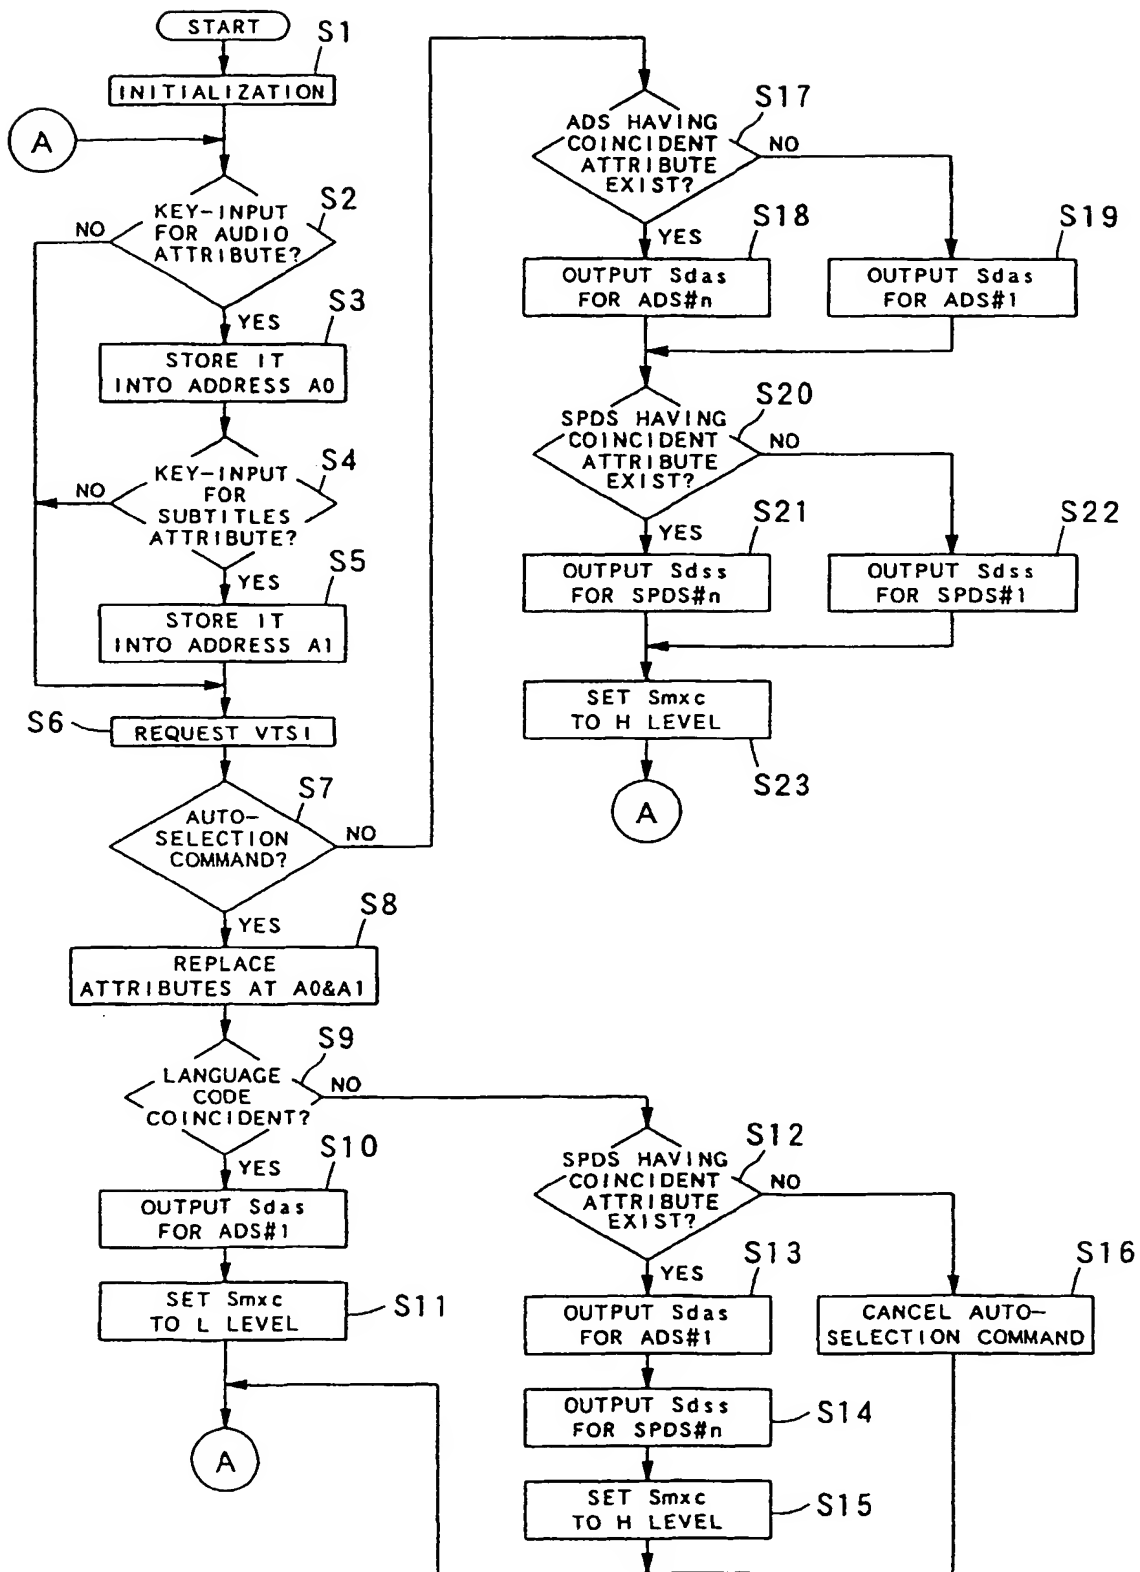 START
S1
INITIALIZATION
A
S2
KEY-INPUT
FOR AUDIO
ATTRIBUTE?
NO
YES
S3
STORE IT
INTO ADDRESS A0
S4
KEY-INPUT
FOR
SUBTITLES
ATTRIBUTE?
NO
YES
S5
STORE IT
INTO ADDRESS A1
S6
REQUEST VTSI
S7
AUTO-
SELECTION
COMMAND?
NO
YES
S8
REPLACE
ATTRIBUTES AT A0&A1
S9
LANGUAGE
CODE
COINCIDENT?
NO
YES
S10
OUTPUT Sdas
FOR ADS#1
S11
SET Smxc
TO L LEVEL
A
S12
SPDS HAVING
COINCIDENT
ATTRIBUTE
EXIST?
NO
YES
S13
OUTPUT Sdas
FOR ADS#1
S14
OUTPUT Sdss
FOR SPDS#n
S15
SET Smxc
TO H LEVEL
S16
CANCEL AUTO-
SELECTION COMMAND
S17
ADS HAVING
COINCIDENT
ATTRIBUTE
EXIST?
NO
YES
S18
OUTPUT Sdas
FOR ADS#n
S19
OUTPUT Sdas
FOR ADS#1
S20
SPDS HAVING
COINCIDENT
ATTRIBUTE
EXIST?
NO
YES
S21
OUTPUT Sdss
FOR SPDS#n
S22
OUTPUT Sdss
FOR SPDS#1
SET Smxc
TO H LEVEL
S23
A